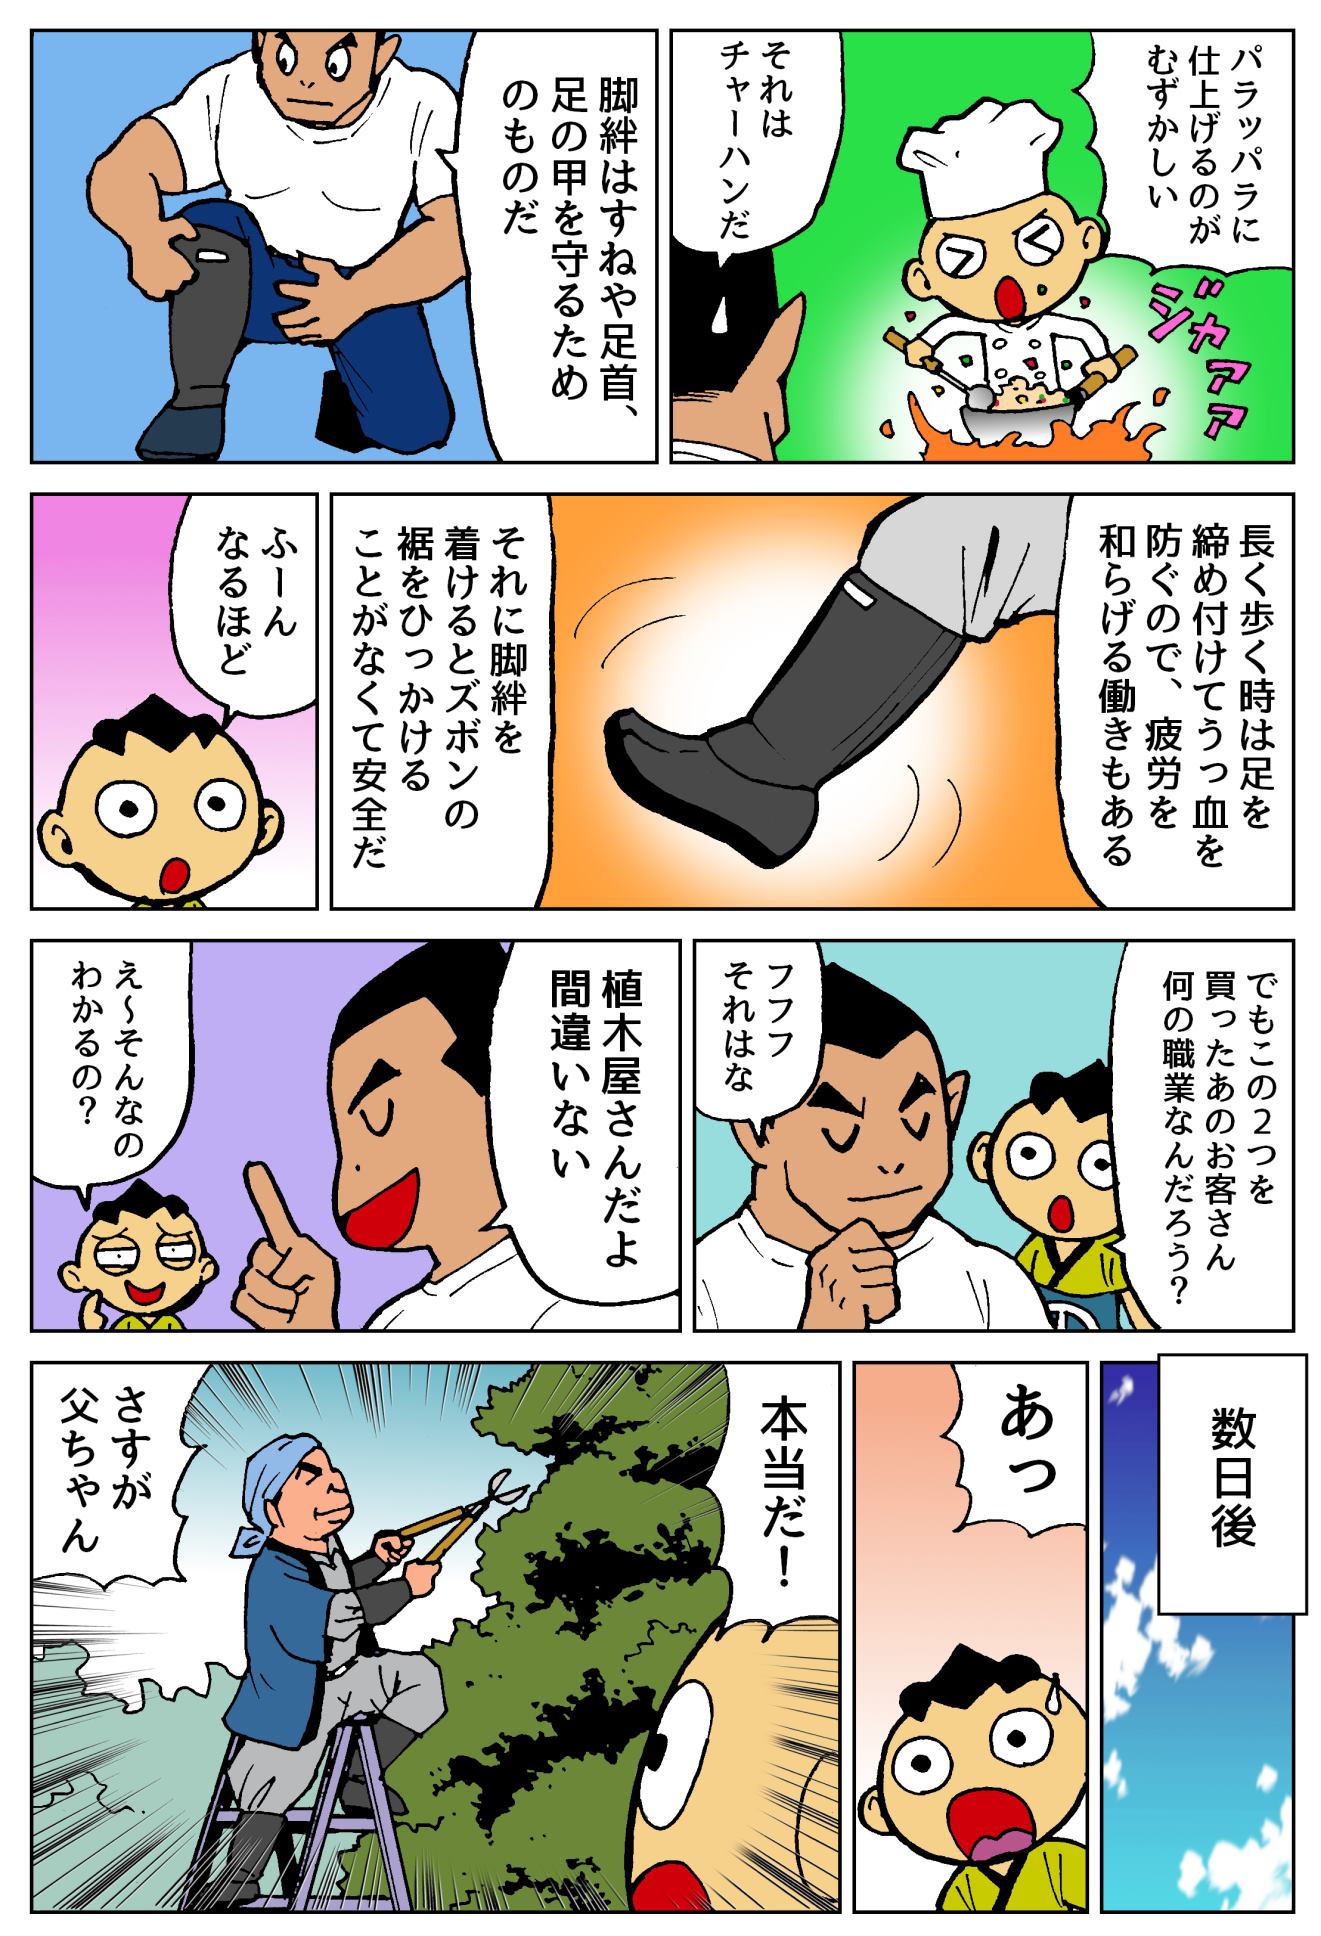 パラッパラに
仕上げるのが
むずかしい
ジカアア
それは
チャーハンだ
脚絆はすねや足首、
足の甲を守るため
のものだ
長く歩く時は足を
締め付けてうっ血を
防ぐので、疲労を
和らげる働きもある
それに脚絆を
着けるとズボンの
裾をひっかける
ことがなくて安全だ
ふーん
なるほど
でもこの2つを
買ったあのお客さん
何の職業なんだろう?
フフフ
それはな
植木屋さんだよ
間違いない
え〜そんなの
わかるの?
数日後
あっ
本当だ!
さすが
父ちゃん